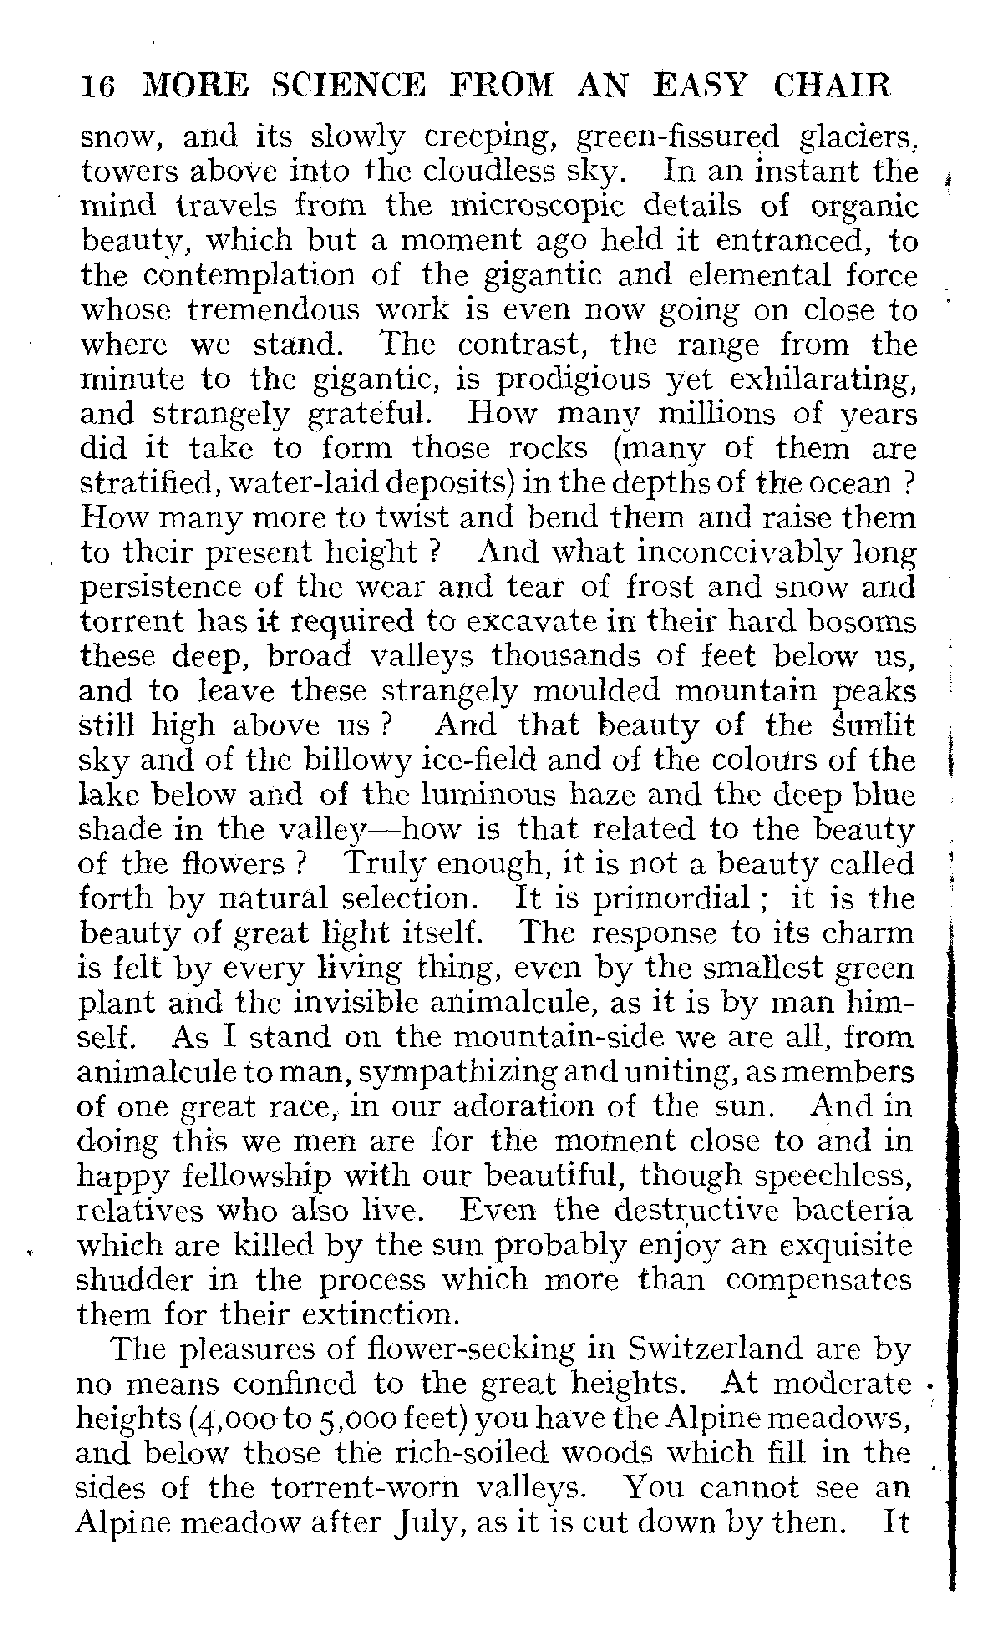 16 MORE SCIENCE FROM AN EASY CHAIR
snow, and its slowly creeping, green-fissured glaciers,
towers above into the cloudless sky. In an instant the
mind travels from the microscopic details of organic
beauty, which but a moment ago held it entranced, to
the contemplation of the gigantic and elemental force
whose tremendous work is even now going on close to
where we stand. The contrast, the range from the
minute to the gigantic, is prodigious yet exhilarating,
and strangely grateful. How many millions of years
did it take to form those rocks (many of them are
stratified, water-laid deposits) in the depths of the ocean ?
How many more to twist and bend them and raise them
to their present height ? And what inconceivably long
persistence of the wear and tear of frost and snow and
torrent has it required to excavate in their hard bosoms
these deep, broad valleys thousands of feet below us,
and to leave these strangely moulded mountain peaks
still high above us ? And that beauty of the sunlit
sky and of the billowy ice-field and of the colours of the
lake below and of the luminous haze and the deep blue
shade in the valley—how is that related to the beauty
of the flowers ? Truly enough, it is not a beauty called
forth by natural selection. It is primordial ; it is the
beauty of great light itself. The response to its charm
is felt by every living thing, even by the smallest green
plant and the invisible animalcule, as it is by man him-
self. As I stand on the mountain-side we are all, from
animalcule to man, sympathizing and uniting, as members
of one great race, in our adoration of the sun. And in
doing this we men are for the moment close to and in
happy fellowship with our beautiful, though speechless,
relatives who also live. Even the destructive bacteria
which are killed by the sun probably enjoy an exquisite
shudder in the process which more than compensates
them for their extinction.
The pleasures of flower-seeking in Switzerland are by
no means confined to the great heights. At moderate
heights (4,000 to 5,000 feet) you have the Alpine meadows,
and below those the rich-soiled woods which fill in the
sides of the torrent-worn valleys. You cannot see an
Alpine meadow after July, as it is cut down by then. It